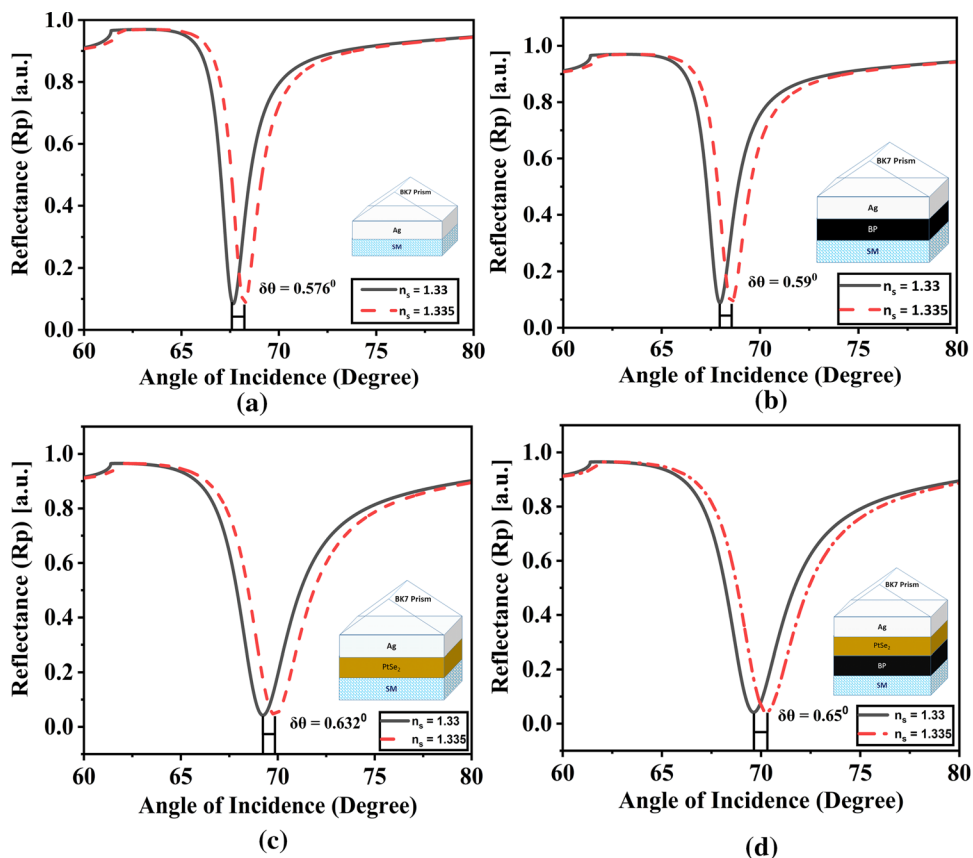 1.0
0.8
0.6
0.4
0.2
0.0
Reflectance (Rp) [a.u.]
BK7 Prism
Ag
SM
δθ = 0.576⁰
nₛ = 1.33
nₛ = 1.335
60 65 70 75 80
Angle of Incidence (Degree)
(a)
1.0
0.8
0.6
0.4
0.2
0.0
Reflectance (Rp) [a.u.]
BK7 Prism
Ag
BP
SM
δθ = 0.59⁰
nₛ = 1.33
nₛ = 1.335
60 65 70 75 80
Angle of Incidence (Degree)
(b)
1.0
0.8
0.6
0.4
0.2
0.0
Reflectance (Rp) [a.u.]
BK7 Prism
Ag
PtSe₂
SM
δθ = 0.632⁰
nₛ = 1.33
nₛ = 1.335
60 65 70 75 80
Angle of Incidence (Degree)
(c)
1.0
0.8
0.6
0.4
0.2
0.0
Reflectance (Rp) [a.u.]
BK7 Prism
Ag
PtSe₂
BP
SM
δθ = 0.65⁰
nₛ = 1.33
nₛ = 1.335
60 65 70 75 80
Angle of Incidence (Degree)
(d)